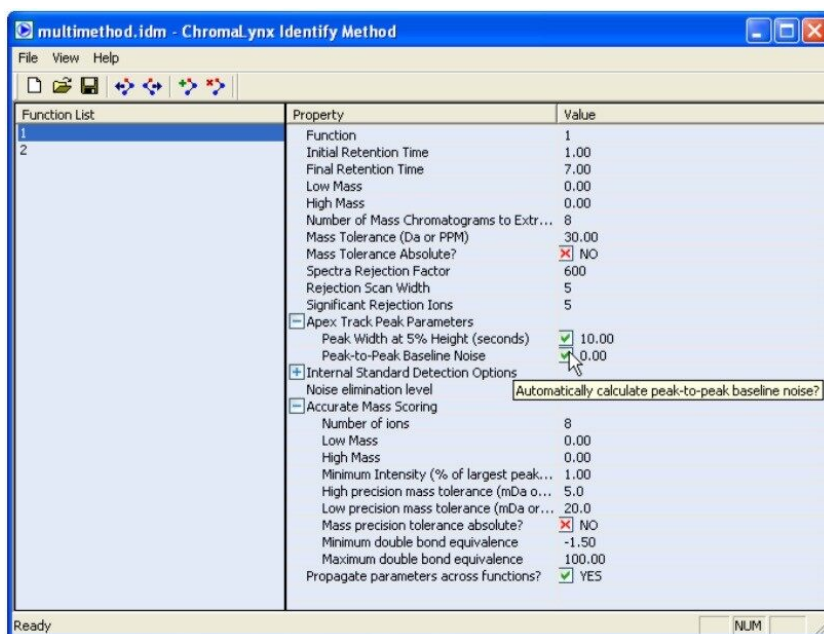 multimethod.idm - ChromaLynx Identify Method
File View Help
Function List
Property Value
1
2
Function 1
Initial Retention Time 1.00
Final Retention Time 7.00
Low Mass 0.00
High Mass 0.00
Number of Mass Chromatograms to Extr... 8
Mass Tolerance (Da or PPM) 30.00
Mass Tolerance Absolute? NO
Spectra Rejection Factor 600
Rejection Scan Width 5
Significant Rejection Ions 5
Apex Track Peak Parameters
Peak Width at 5% Height (seconds) 10.00
Peak-to-Peak Baseline Noise 0.00
Internal Standard Detection Options
Noise elimination level
Automatically calculate peak-to-peak baseline noise?
Accurate Mass Scoring
Number of ions 8
Low Mass 0.00
High Mass 0.00
Minimum Intensity (% of largest peak... 1.00
High precision mass tolerance (mDa o... 5.0
Low precision mass tolerance (mDa or... 20.0
Mass precision tolerance absolute? NO
Minimum double bond equivalence -1.50
Maximum double bond equivalence 100.00
Propagate parameters across functions? YES
Ready NUM